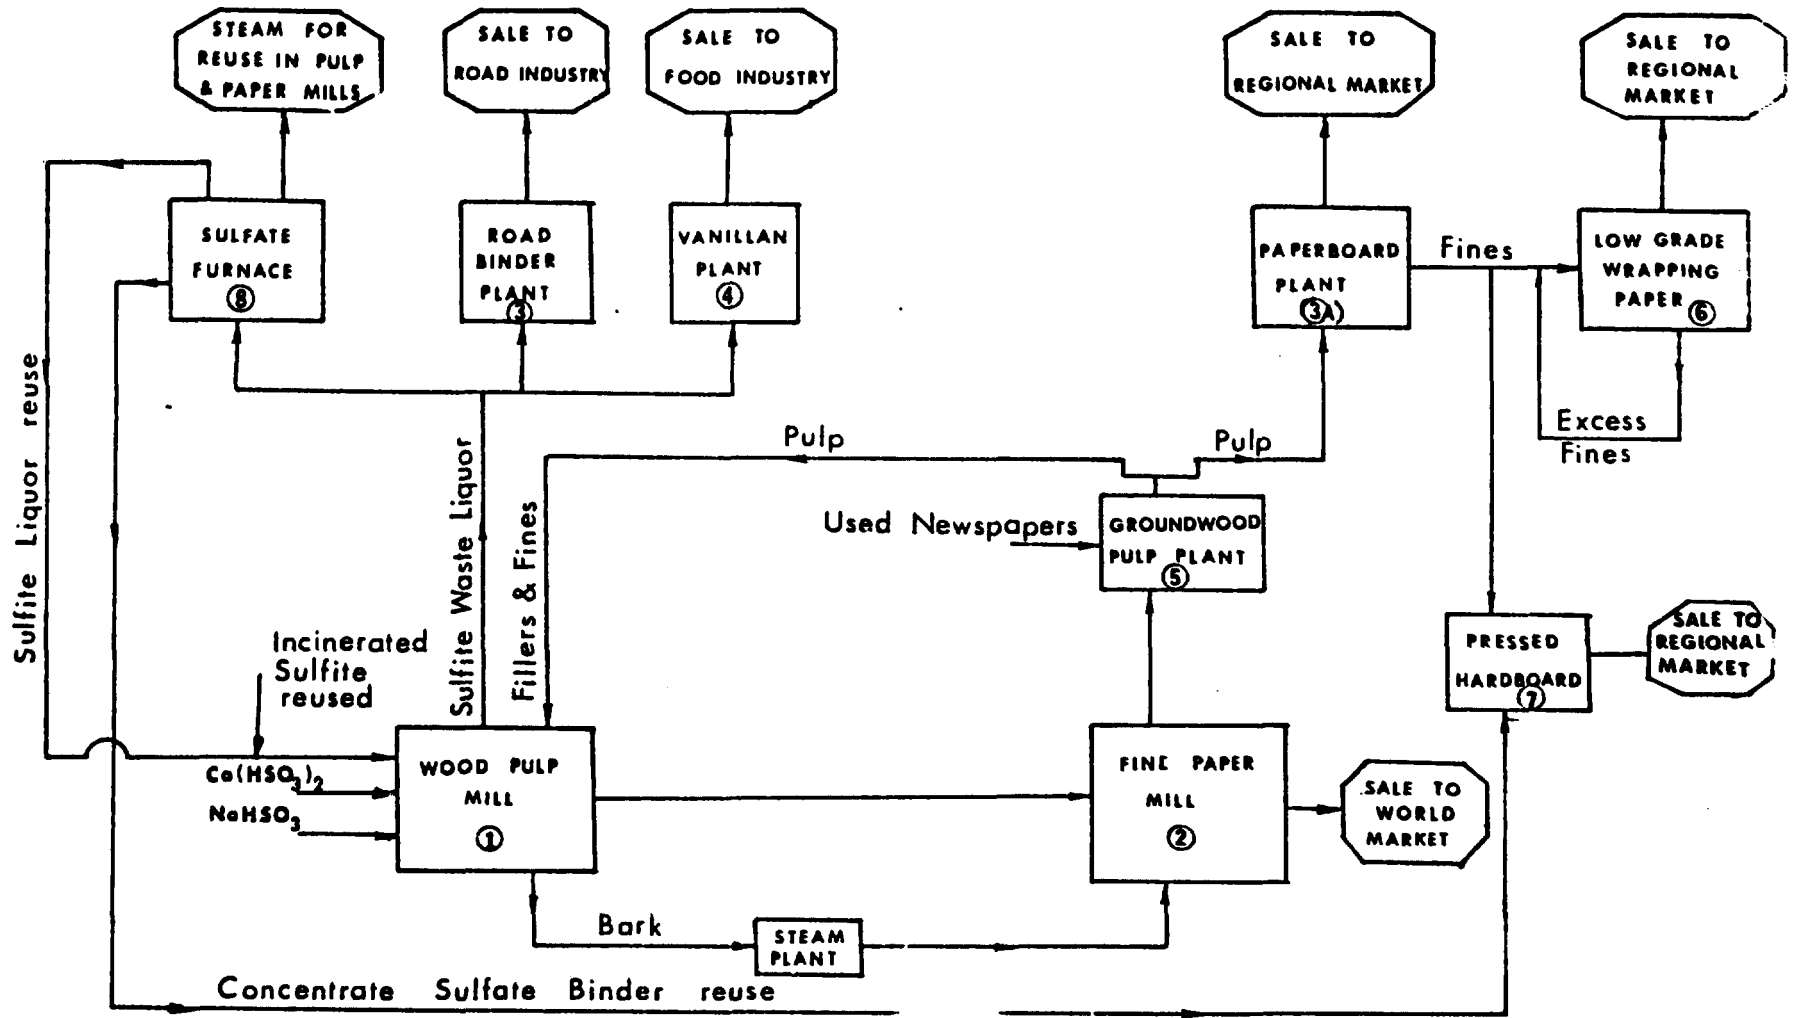 STEAM FOR
REUSE IN PULP
& PAPER MILLS
SALE TO
ROAD INDUSTRY
SALE TO
FOOD INDUSTRY
SALE TO
REGIONAL MARKET
SALE TO
REGIONAL
MARKET
SULFATE
FURNACE
8
ROAD
BINDER
PLANT
3
VANILLAN
PLANT
4
PAPERBOARD
PLANT
3A)
Fines
LOW GRADE
WRAPPING
PAPER 6
Excess
Fines
Pulp
Pulp
Sulfite Liquor reuse
Sulfite Waste Liquor
Fillers & Fines
Used Newspapers
GROUNDWOOD
PULP PLANT
5
PRESSED
HARDBOARD
7
SALE TO
REGIONAL
MARKET
Incinerated
Sulfite
reused
Ca(HSO3)2
NaHSO3
WOOD PULP
MILL
1
FINE PAPER
MILL
2
SALE TO
WORLD
MARKET
Bark
STEAM
PLANT
Concentrate Sulfate Binder reuse